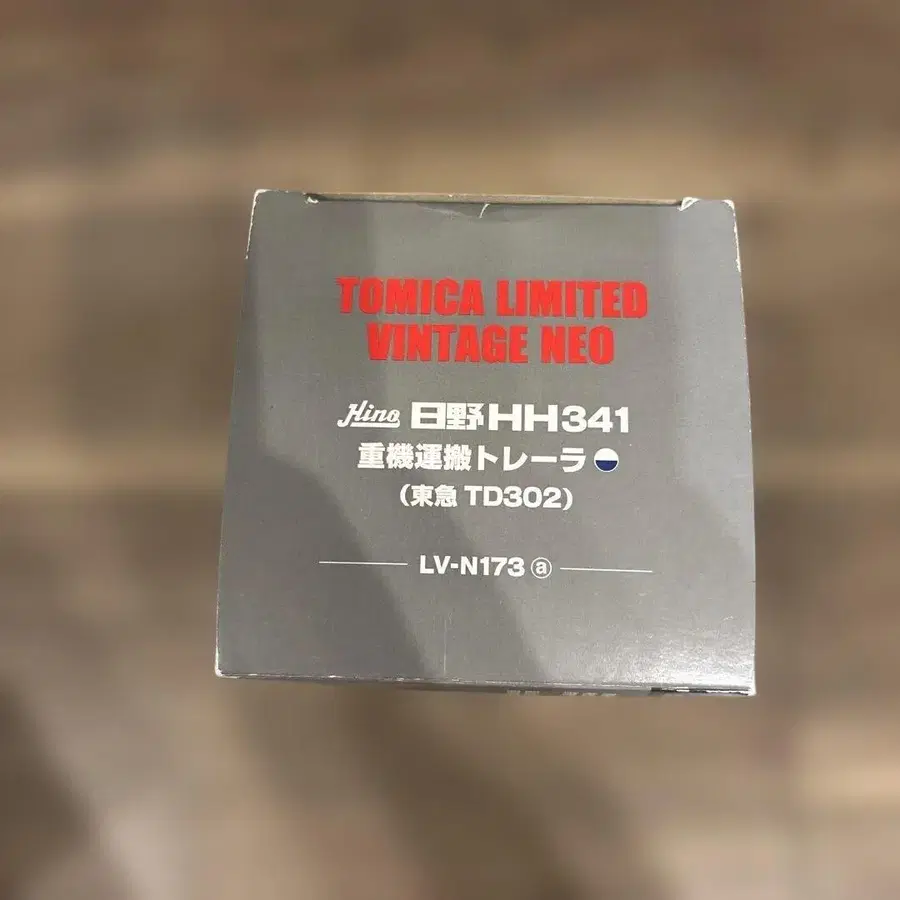 TOMICA LIMITED
VINTAGE NEO
Hino 日野HH341
重機運搬トレーラ
(東急 TD302)
LV-N173 ⓐ